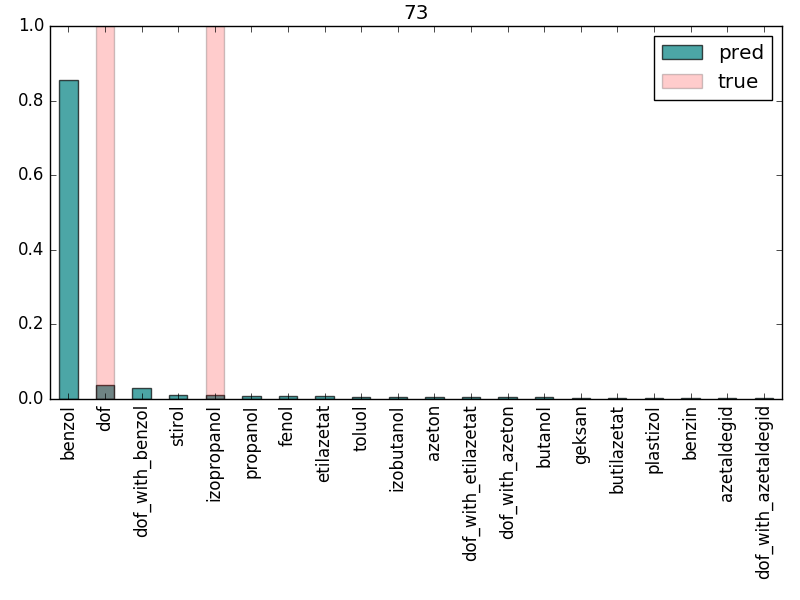 73
1.0
0.8
0.6
0.4
0.2
0.0
pred
true
benzol
dof
dof_with_benzol
stirol
izopropanol
propanol
fenol
etilazetat
toluol
izobutanol
azeton
dof_with_etilazetat
dof_with_azeton
butanol
geksan
butilazetat
plastizol
benzin
azetaldegid
dof_with_azetaldegid